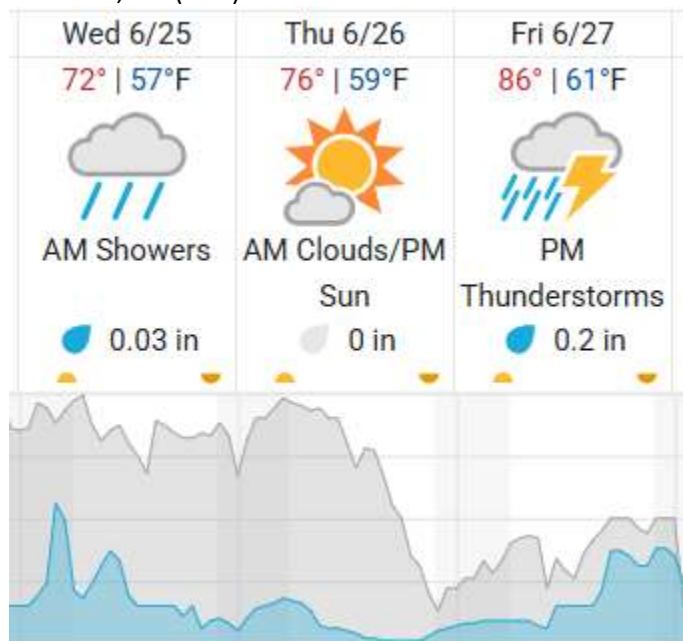 Wed 6/25 Thu 6/26 Fri 6/27
72° | 57°F 76° | 59°F 86° | 61°F
AM Showers AM Clouds/PM PM
Sun Thunderstorms
0.03 in 0 in 0.2 in